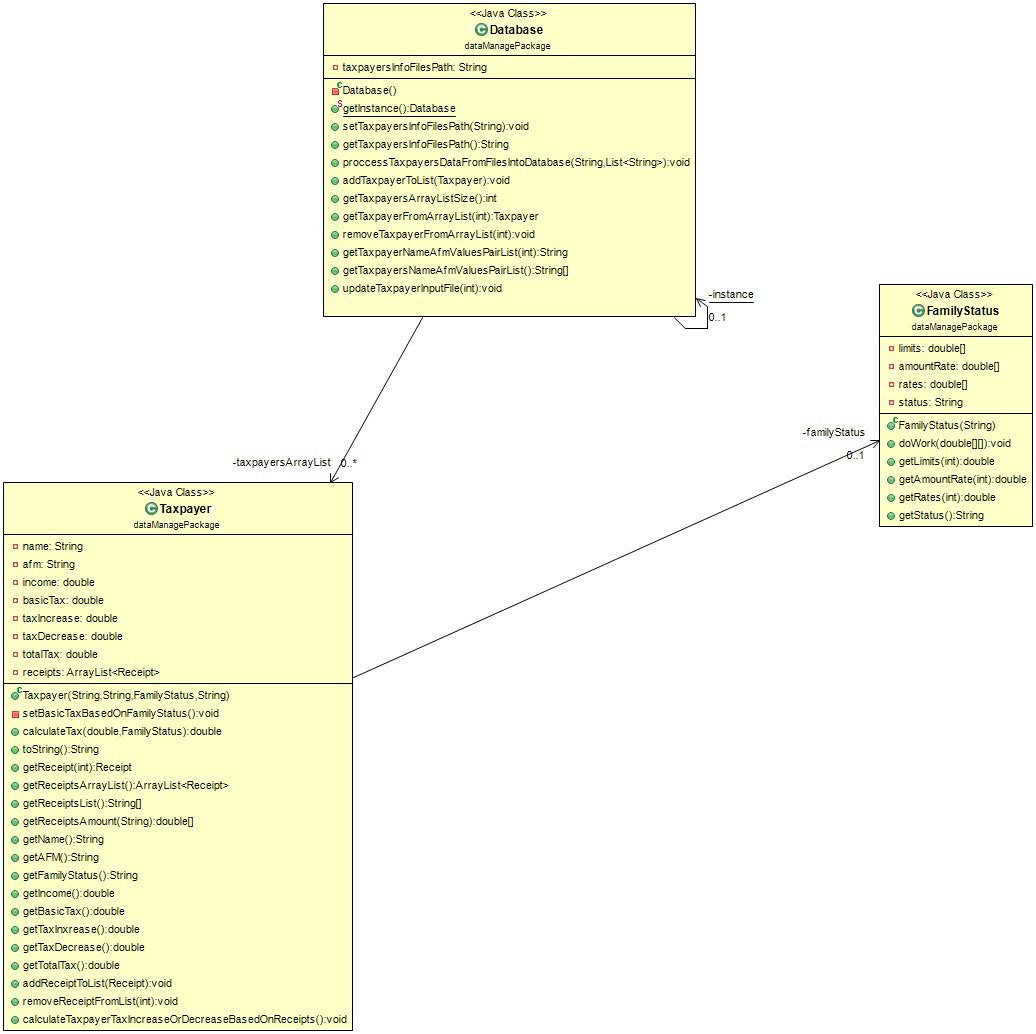 <<Java Class>>
Database
dataManagePackage
taxpayersInfoFilesPath: String
Database()
getInstance():Database
setTaxpayersInfoFilesPath(String):void
getTaxpayersInfoFilesPath():String
proccessTaxpayersDataFromFilesIntoDatabase(String,List<String>):void
addTaxpayerToList(Taxpayer):void
getTaxpayersArrayListSize():int
getTaxpayerFromArrayList(int):Taxpayer
removeTaxpayerFromArrayList(int):void
getTaxpayerNameAfmValuesPairList(int):String
getTaxpayersNameAfmValuesPairList():String[]
updateTaxpayerInputFile(int):void
-instance
0..1
<<Java Class>>
FamilyStatus
dataManagePackage
limits: double[]
amountRate: double[]
rates: double[]
status: String
FamilyStatus(String)
doWork(double[][]):void
getLimits(int):double
getAmountRate(int):double
getRates(int):double
getStatus():String
-familyStatus
0..1
-taxpayersArrayList
0..*
<<Java Class>>
Taxpayer
dataManagePackage
name: String
afm: String
income: double
basicTax: double
taxIncrease: double
taxDecrease: double
totalTax: double
receipts: ArrayList<Receipt>
Taxpayer(String,String,FamilyStatus,String)
setBasicTaxBasedOnFamilyStatus():void
calculateTax(double,FamilyStatus):double
toString():String
getReceipt(int):Receipt
getReceiptsArrayList():ArrayList<Receipt>
getReceiptsList():String[]
getReceiptsAmount(String):double[]
getName():String
getAFM():String
getFamilyStatus():String
getIncome():double
getBasicTax():double
getTaxInxrease():double
getTaxDecrease():double
getTotalTax():double
addReceiptToList(Receipt):void
removeReceiptFromList(int):void
calculateTaxpayerTaxIncreaseOrDecreaseBasedOnReceipts():void